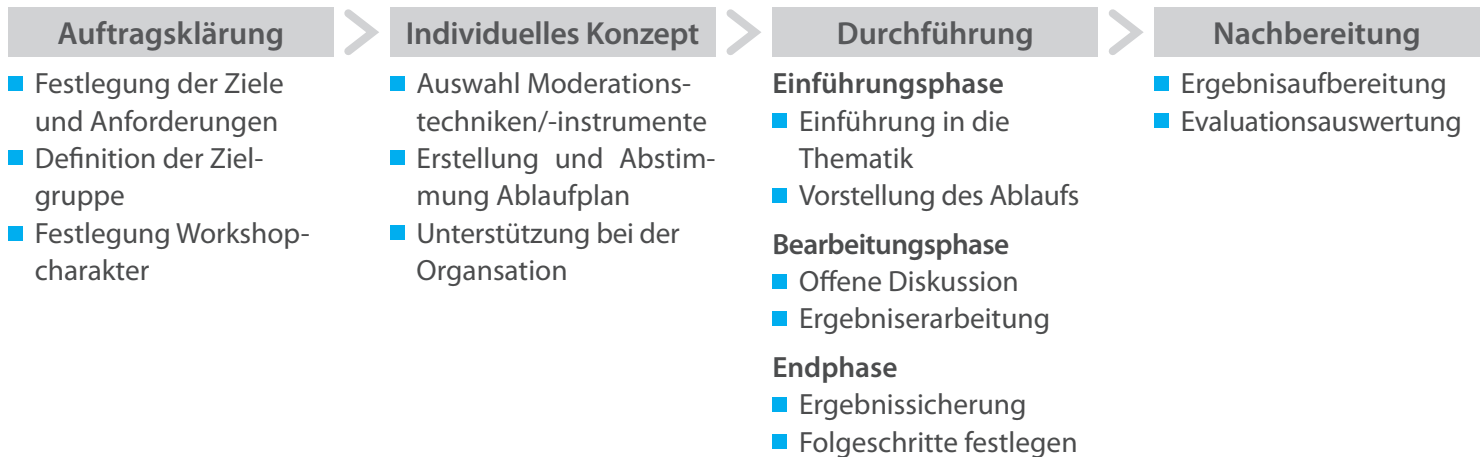 Auftragsklärung
Festlegung der Ziele
und Anforderungen
Definition der Ziel-
gruppe
Festlegung Workshop-
charakter
Individuelles Konzept
Auswahl Moderations-
techniken/-instrumente
Erstellung und Abstim-
mung Ablaufplan
Unterstützung bei der
Organsation
Durchführung
Einführungsphase
Einführung in die
Thematik
Vorstellung des Ablaufs
Bearbeitungsphase
Offene Diskussion
Ergebniserarbeitung
Endphase
Ergebnissicherung
Folgeschritte festlegen
Nachbereitung
Ergebnisaufbereitung
Evaluationsauswertung